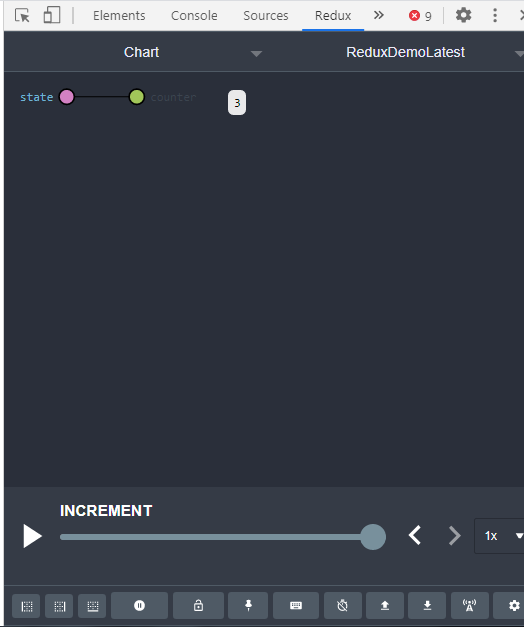 Elements Console Sources Redux 9
Chart ReduxDemoLatest
state counter 3
INCREMENT
1x